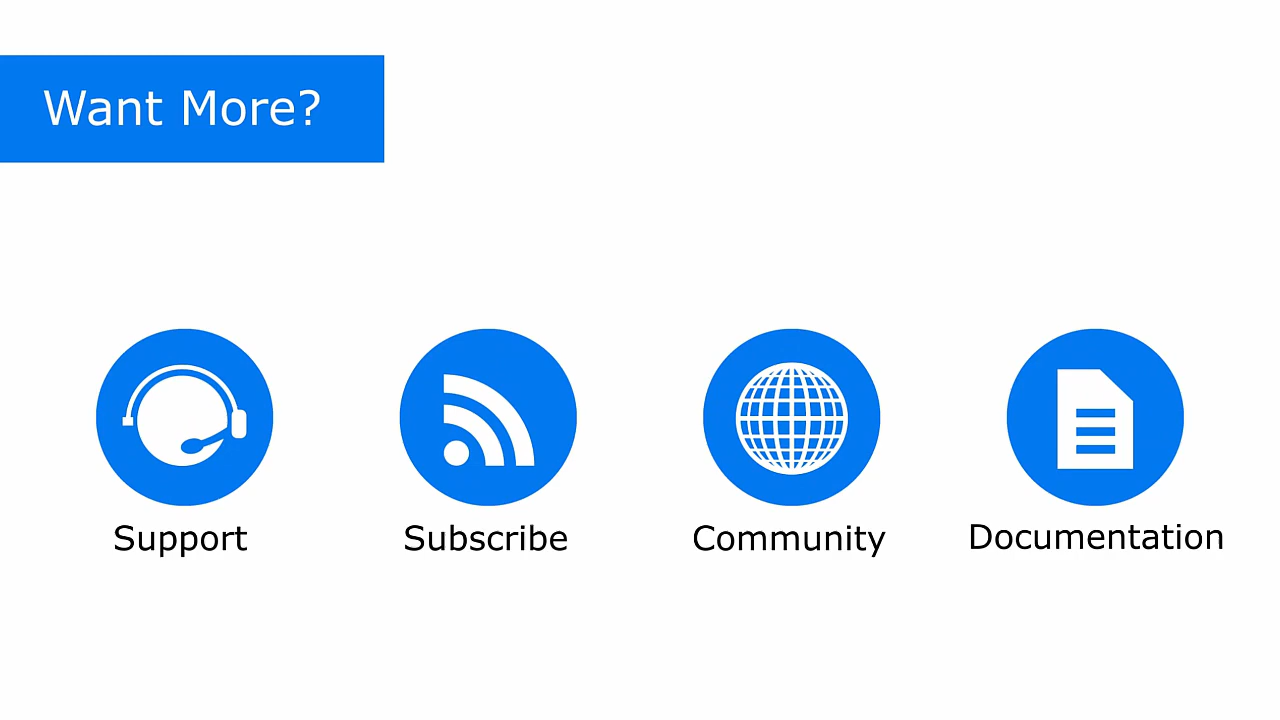 Want More?
Support
Subscribe
Community
Documentation